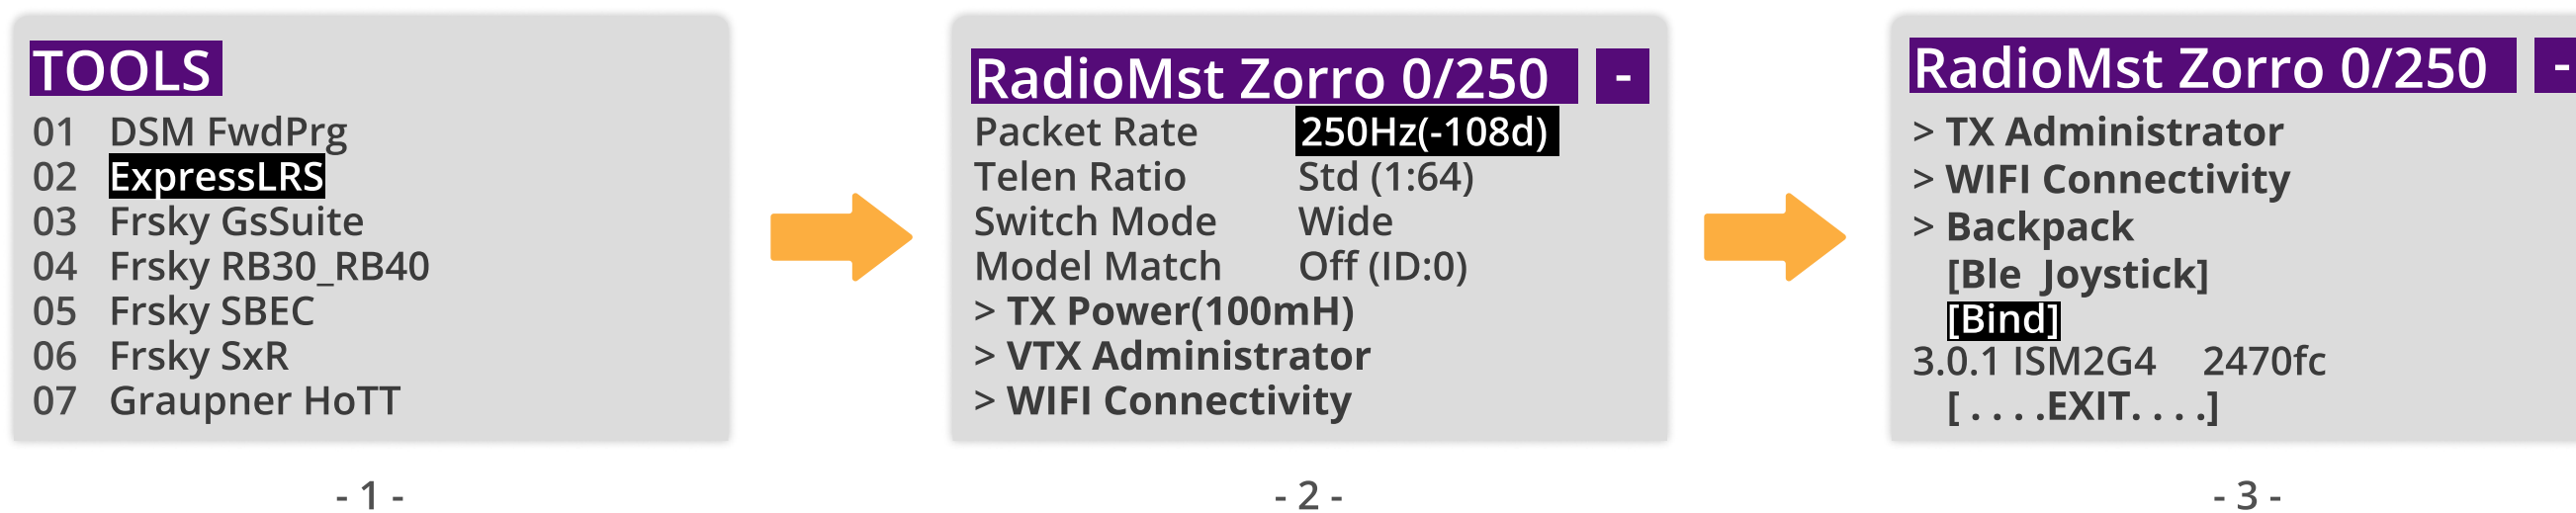 TOOLS
01 DSM FwdPrg
02 ExpressLRS
03 Frsky GsSuite
04 Frsky RB30_RB40
05 Frsky SBEC
06 Frsky SxR
07 Graupner HoTT
- 1 -
RadioMst Zorro 0/250 -
Packet Rate 250Hz(-108d)
Telen Ratio Std (1:64)
Switch Mode Wide
Model Match Off (ID:0)
> TX Power(100mH)
> VTX Administrator
> WIFI Connectivity
- 2 -
RadioMst Zorro 0/250 -
> TX Administrator
> WIFI Connectivity
> Backpack
[Ble Joystick]
[Bind]
3.0.1 ISM2G4 2470fc
[ . . . .EXIT. . . .]
- 3 -